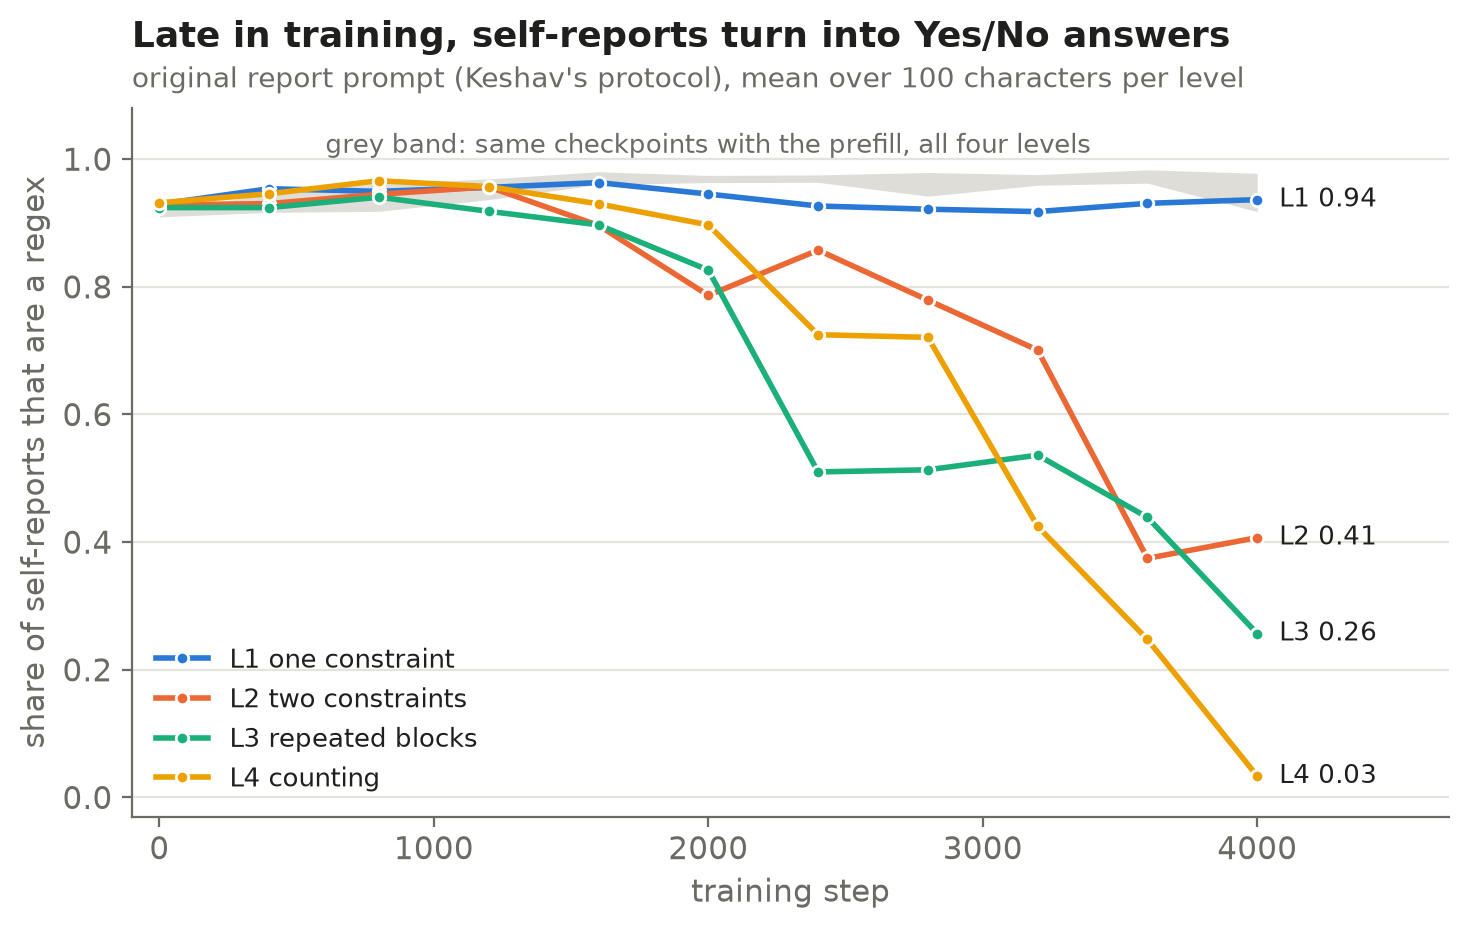 Late in training, self-reports turn into Yes/No answers
original report prompt (Keshav's protocol), mean over 100 characters per level
grey band: same checkpoints with the prefill, all four levels
share of self-reports that are a regex
1.0
0.8
0.6
0.4
0.2
0.0
L1 0.94
L2 0.41
L3 0.26
L4 0.03
L1 one constraint
L2 two constraints
L3 repeated blocks
L4 counting
0 1000 2000 3000 4000
training step